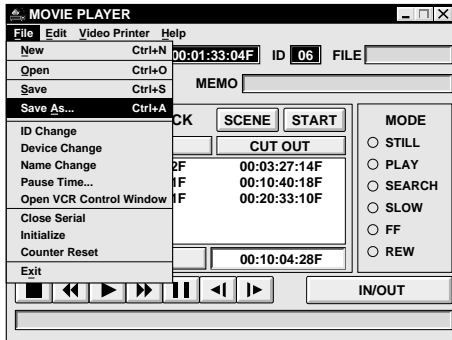 MOVIE PLAYER
File Edit Video Printer Help
New Ctrl+N
Open Ctrl+O
Save Ctrl+S
Save As... Ctrl+A
ID Change
Device Change
Name Change
Pause Time...
Open VCR Control Window
Close Serial
Initialize
Counter Reset
Exit
00:01:33:04F ID 06 FILE
MEMO
CK SCENE START
CUT OUT
2F 00:03:27:14F
1F 00:10:40:18F
1F 00:20:33:10F
00:10:04:28F
MODE
STILL
PLAY
SEARCH
SLOW
FF
REW
IN/OUT